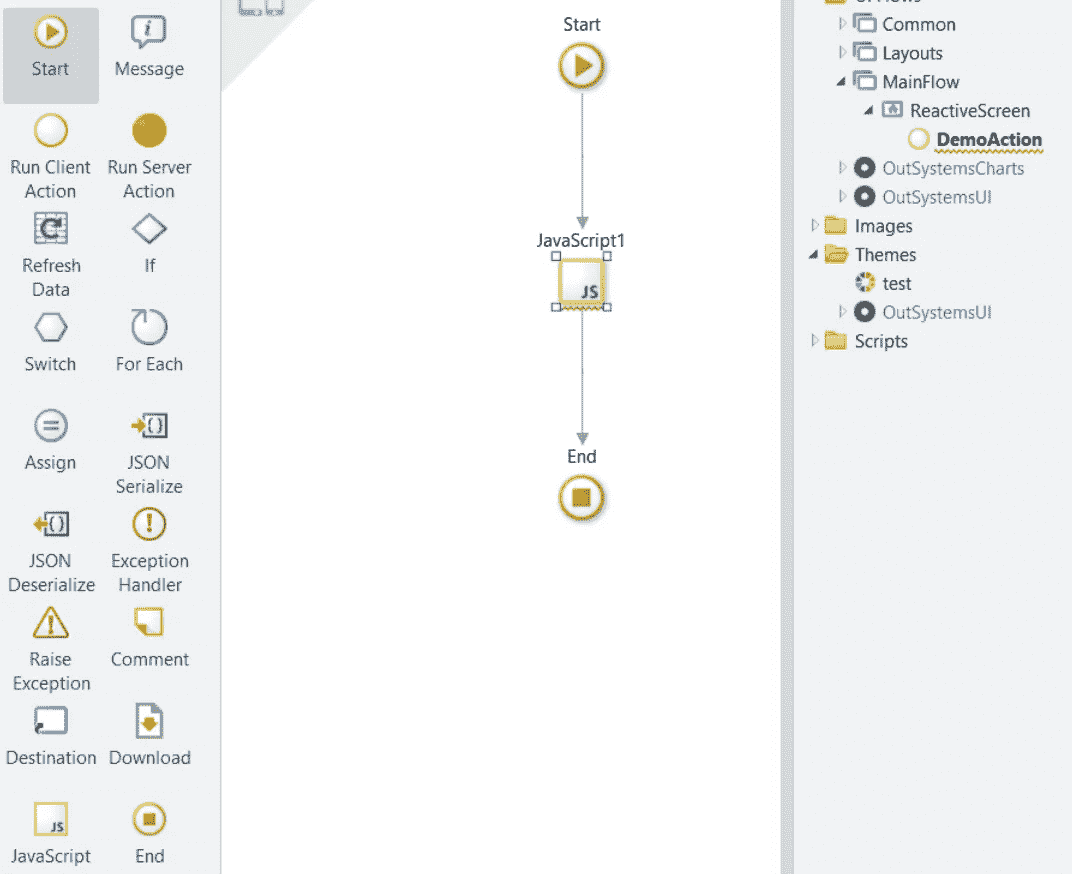 Start
Message
Run Client
Action
Run Server
Action
Refresh
Data
If
Switch
For Each
Assign
JSON
Serialize
JSON
Deserialize
Exception
Handler
Raise
Exception
Comment
Destination
Download
JS
JavaScript
End
Start
JavaScript1
JS
End
Common
Layouts
MainFlow
ReactiveScreen
DemoAction
OutSystemsCharts
OutSystemsUI
Images
Themes
test
OutSystemsUI
Scripts